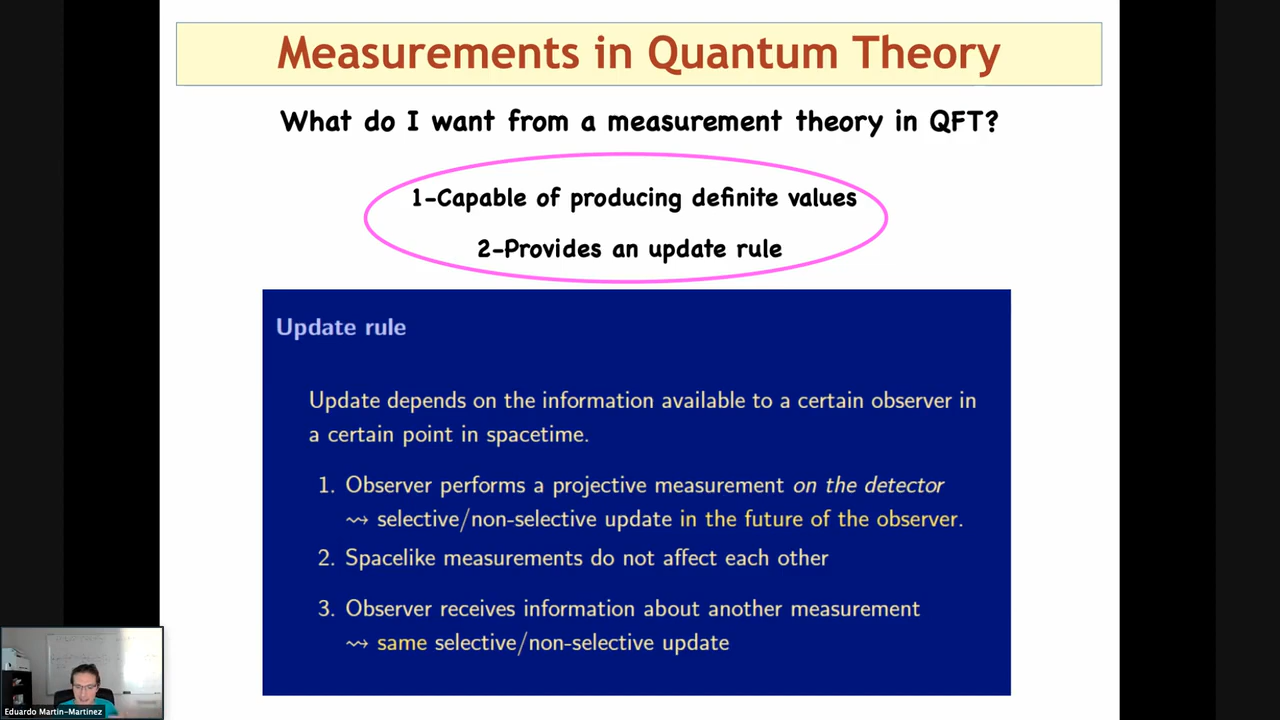 Measurements in Quantum Theory
What do I want from a measurement theory in QFT?
1-Capable of producing definite values
2-Provides an update rule
Update rule
Update depends on the information available to a certain observer in
a certain point in spacetime.
1. Observer performs a projective measurement on the detector
⇝ selective/non-selective update in the future of the observer.
2. Spacelike measurements do not affect each other
3. Observer receives information about another measurement
⇝ same selective/non-selective update
Eduardo Martin-Martinez